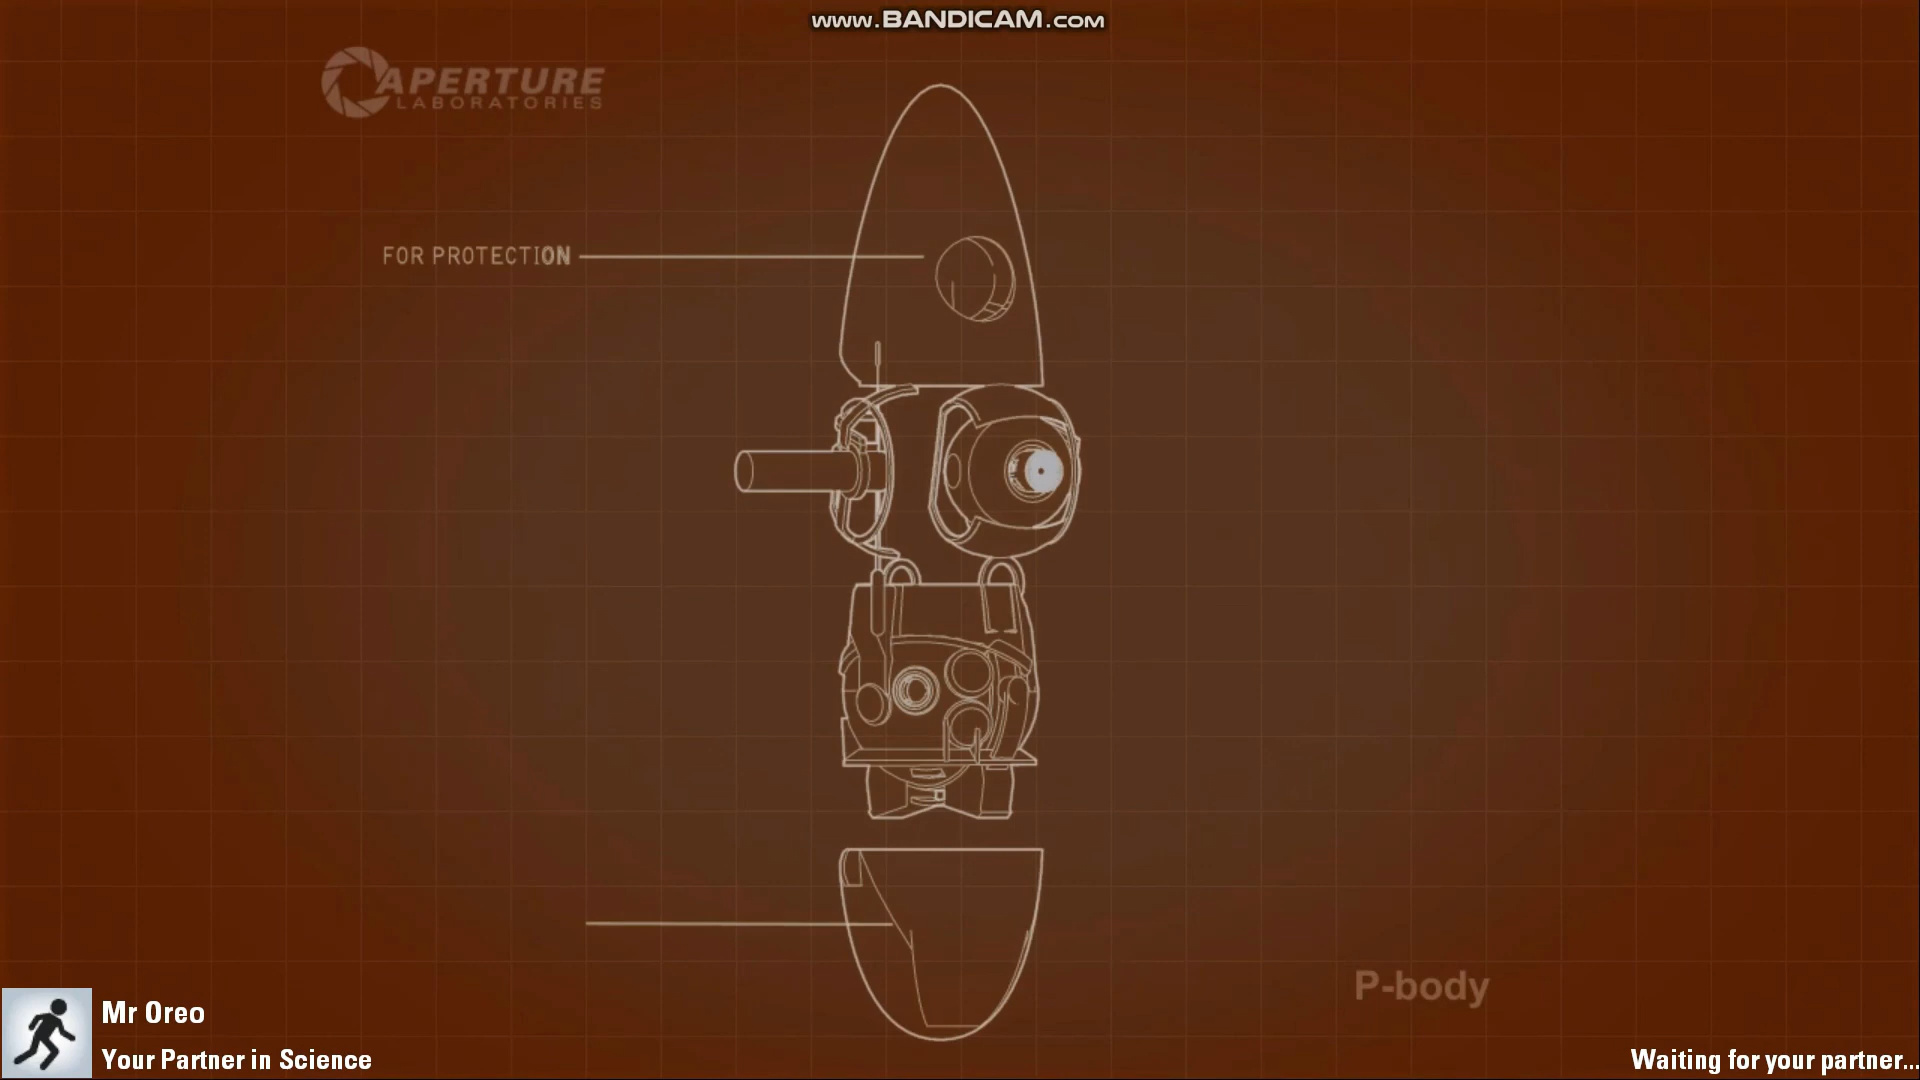 www.BANDICAM.com
APERTURE
LABORATORIES
FOR PROTECTION
P-body
Mr Oreo
Your Partner in Science
Waiting for your partner...